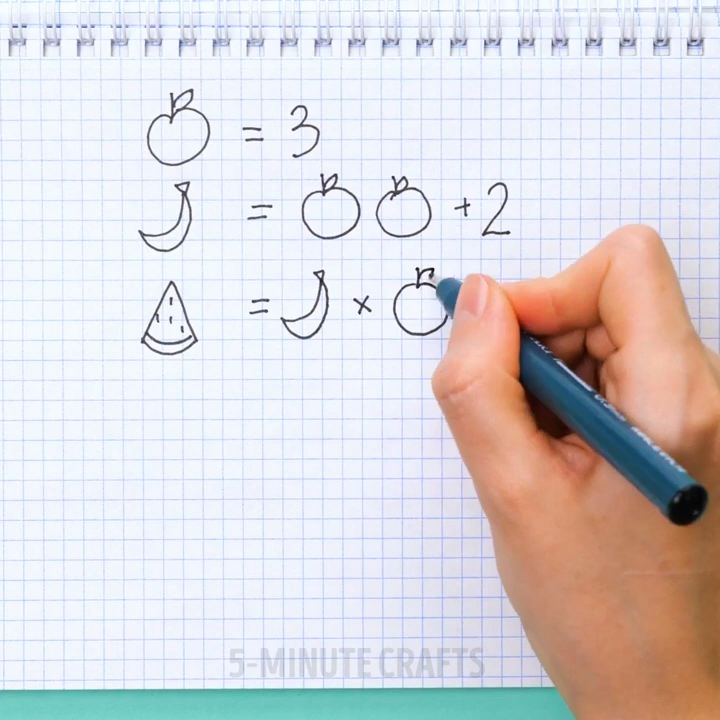 = 3
= + 2
= x
5-MINUTE CRAFTS